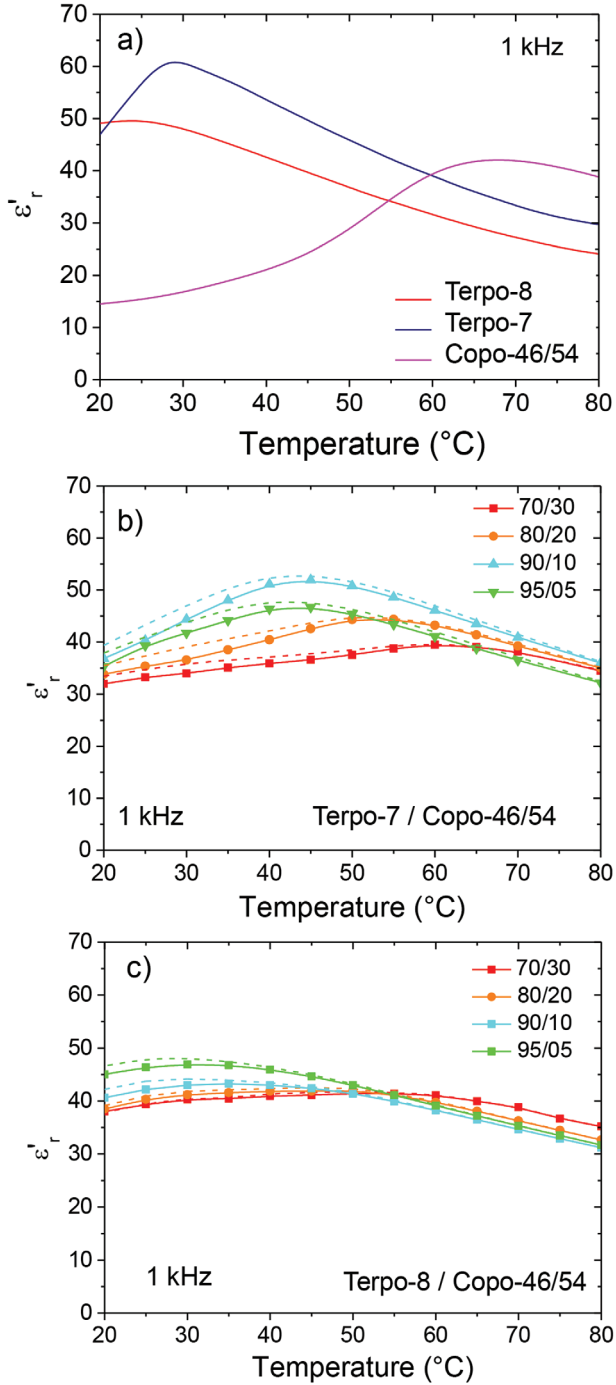 a)
1 kHz
70
60
50
40
30
20
10
0
ε'r
Terpo-8
Terpo-7
Copo-46/54
20 30 40 50 60 70 80
Temperature (°C)
b)
70
60
50
40
30
20
10
0
ε'r
70/30
80/20
90/10
95/05
1 kHz Terpo-7 / Copo-46/54
20 30 40 50 60 70 80
Temperature (°C)
c)
70
60
50
40
30
20
10
0
ε'r
70/30
80/20
90/10
95/05
1 kHz Terpo-8 / Copo-46/54
20 30 40 50 60 70 80
Temperature (°C)